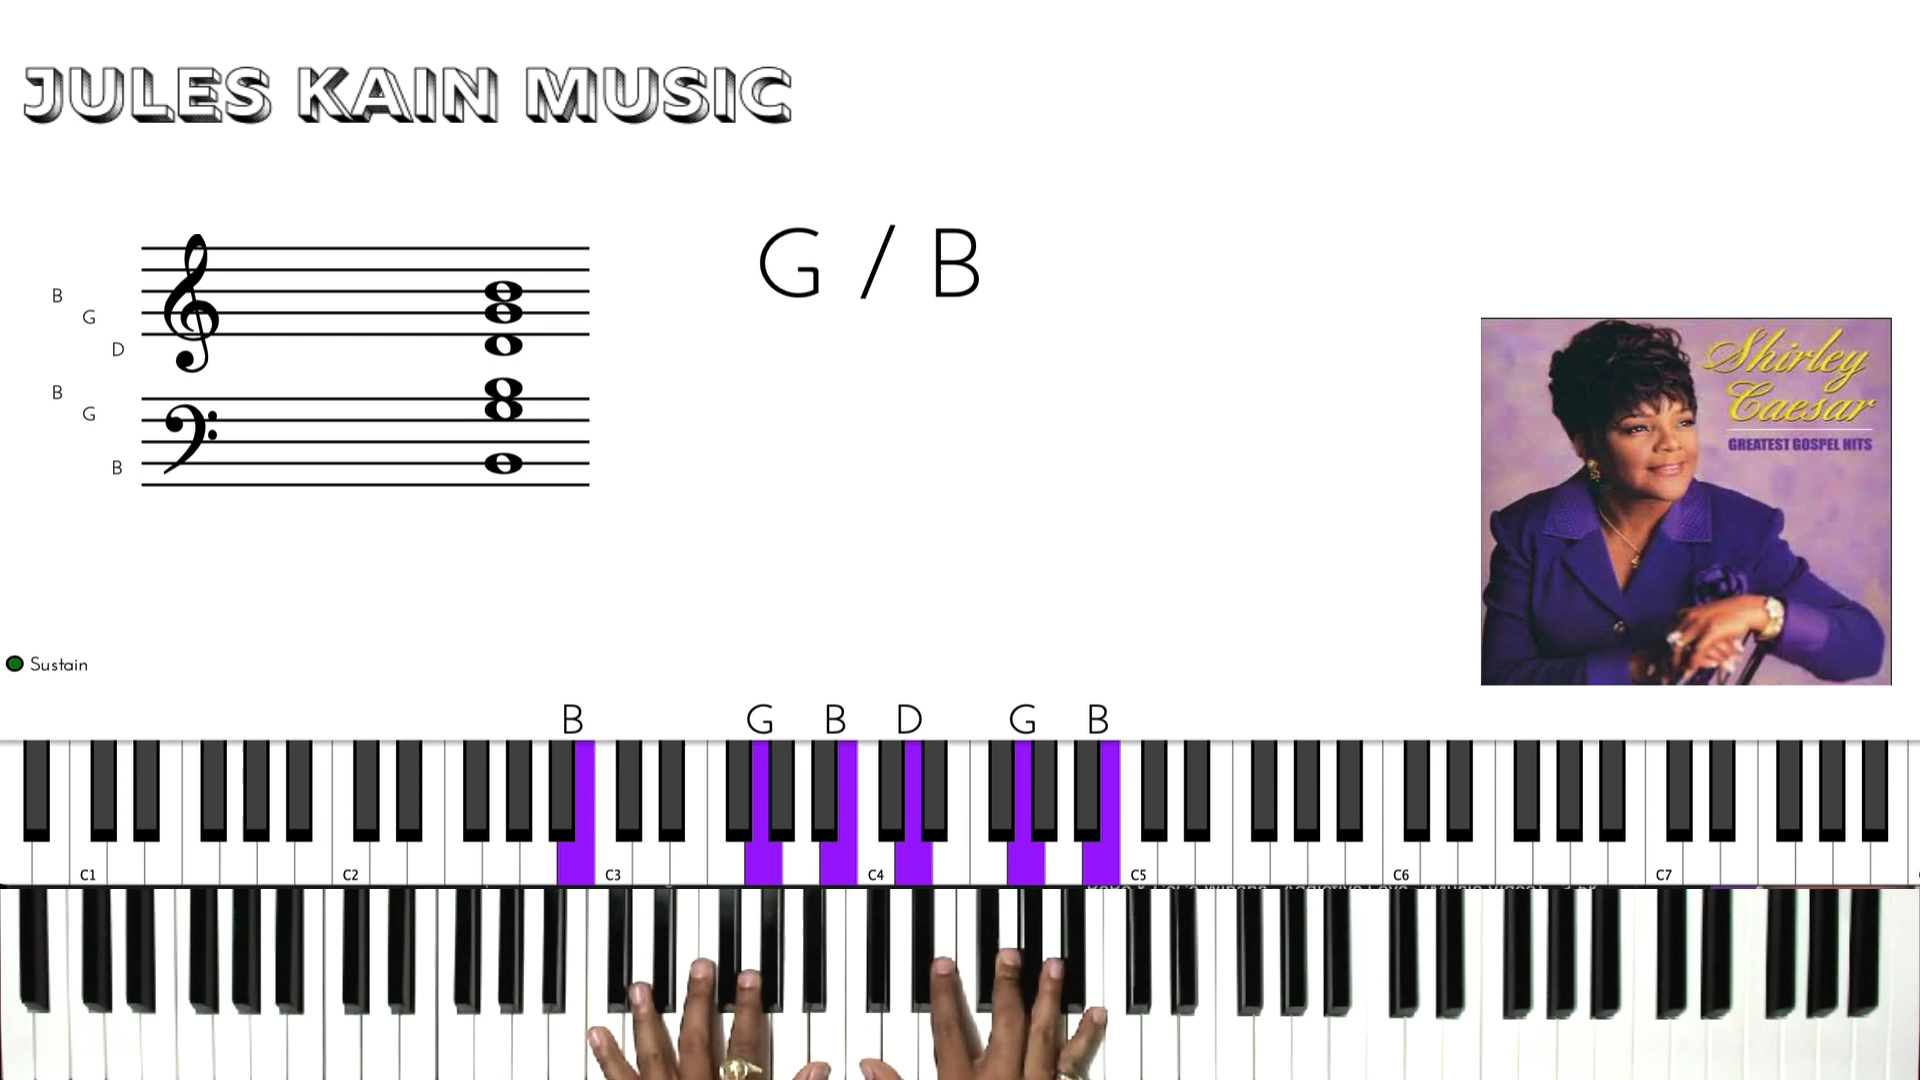 JULES KAIN MUSIC
G / B
B
G
D
B
G
B
Shirley
Caesar
GREATEST GOSPEL HITS
Sustain
B G B D G B
C1 C2 C3 C4 C5 C6 C7